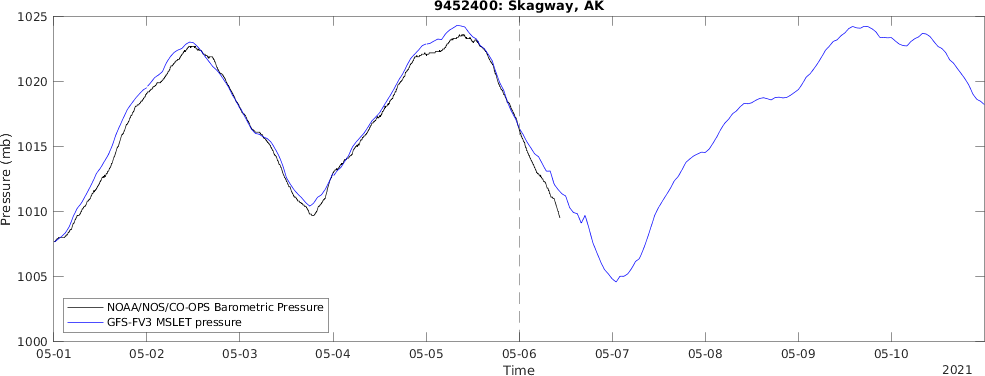 9452400: Skagway, AK
Pressure (mb)
1025
1020
1015
1010
1005
1000
NOAA/NOS/CO-OPS Barometric Pressure
GFS-FV3 MSLET pressure
05-01 05-02 05-03 05-04 05-05 05-06 05-07 05-08 05-09 05-10
Time
2021